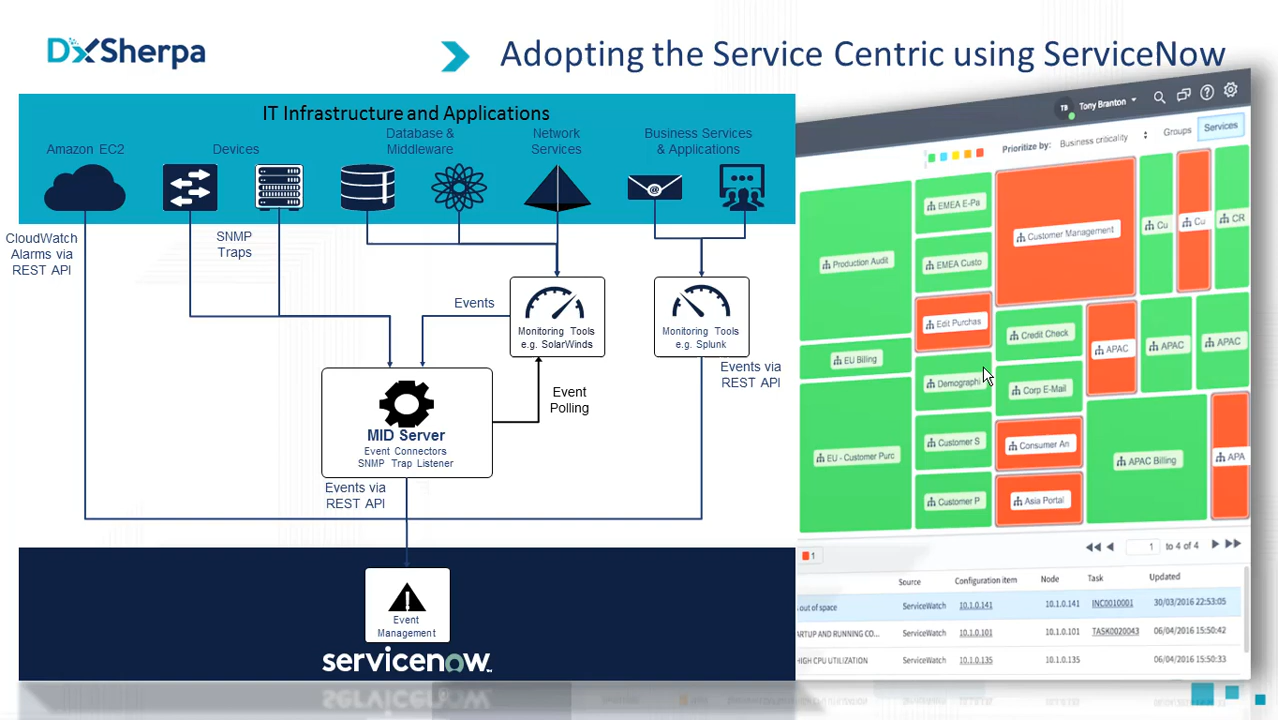 DxSherpa
Adopting the Service Centric using ServiceNow
IT Infrastructure and Applications
Amazon EC2
Devices
Database &
Middleware
Network
Services
Business Services
& Applications
CloudWatch
Alarms via
REST API
SNMP
Traps
Events
Monitoring Tools
e.g. SolarWinds
Monitoring Tools
e.g. Splunk
Events via
REST API
Event
Polling
MID Server
Event Connectors
SNMP Trap Listener
Events via
REST API
Event
Management
servicenow
TB
Tony Branton
Prioritize by:
Business criticality
Groups
Services
Production Audit
EU Billing
EU - Customer Purc
EMEA E-Pa
EMEA Custo
Edit Purchas
Demographi
Customer S
Customer P
Customer Management
Credit Check
Corp E-Mail
Consumer An
Asia Portal
Cu
Cu
CR
APAC
APAC
APAC
APAC Billing
APA
1
1 to 4 of 4
Source Configuration item Node Task Updated
out of space ServiceWatch 10.1.0.141 10.1.0.141 INC0010001 30/03/2016 22:53:05
ARTUP AND RUNNING CO... ServiceWatch 10.1.0.101 10.1.0.101 TASK0020043 06/04/2016 15:50:42
HIGH CPU UTILIZATION ServiceWatch 10.1.0.135 10.1.0.135 06/04/2016 15:50:33